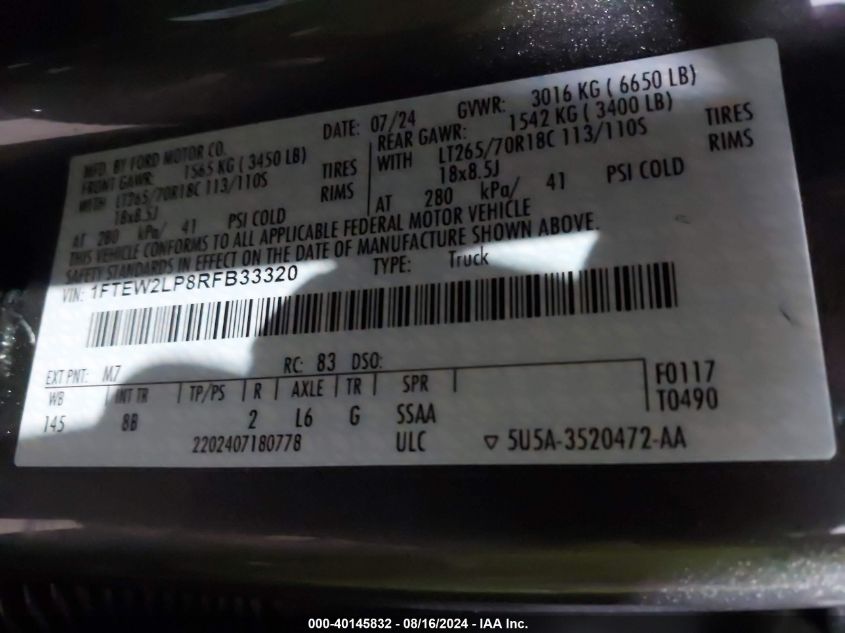 MFD. BY FORD MOTOR CO.
FRONT GAWR: 1565 KG ( 3450 LB)
WITH LT265/70R18C 113/110S TIRES
18x8.5J RIMS
AT 280 kPa/ 41 PSI COLD
DATE: 07/24 GVWR: 3016 KG ( 6650 LB)
REAR GAWR: 1542 KG ( 3400 LB)
WITH LT265/70R18C 113/110S TIRES
18x8.5J RIMS
AT 280 kPa/ 41 PSI COLD
THIS VEHICLE CONFORMS TO ALL APPLICABLE FEDERAL MOTOR VEHICLE
SAFETY STANDARDS IN EFFECT ON THE DATE OF MANUFACTURE SHOWN ABOVE.
VIN: 1FTEW2LP8RFB33320 TYPE: Truck
EXT PNT: M7 RC: 83 DSO:
WB INT TR TP/PS R AXLE TR SPR
145 8B 2 L6 G SSAA
F0117
T0490
2202407180778 ULC ▽ 5U5A-3520472-AA
000-40145832 - 08/16/2024 - IAA Inc.